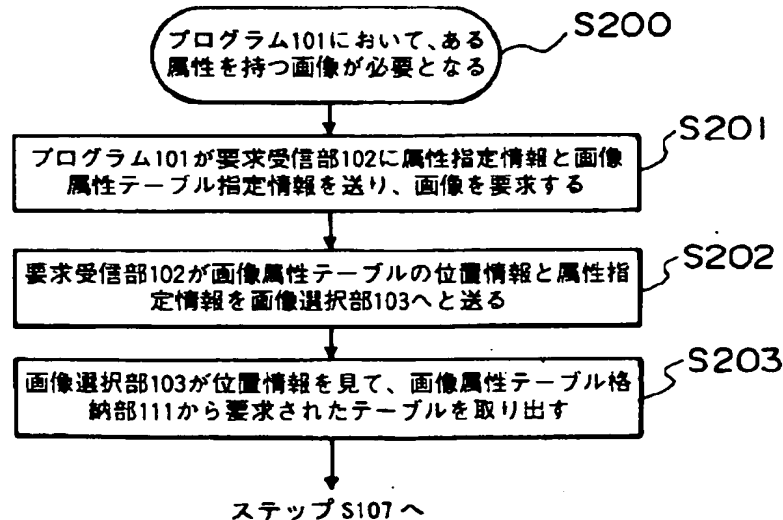 プログラム101において、ある
属性を持つ画像が必要となる
S200
プログラム101が要求受信部102に属性指定情報と画像
属性テーブル指定情報を送り、画像を要求する
S201
要求受信部102が画像属性テーブルの位置情報と属性指
定情報を画像選択部103へと送る
S202
画像選択部103が位置情報を見て、画像属性テーブル格
納部111から要求されたテーブルを取り出す
S203
ステップS107へ